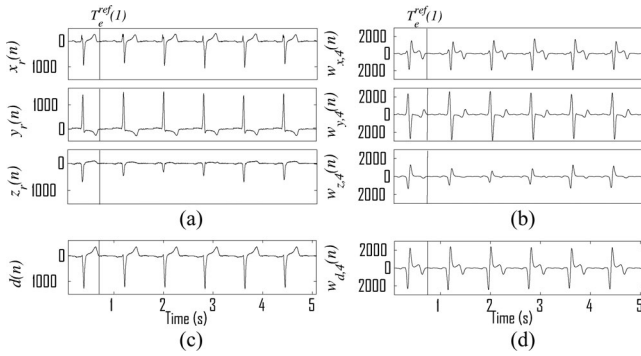 T_e^ref(1)
T_e^ref(1)
x_r(n)
0
1000
w_x,4(n)
2000
0
2000
y_r(n)
1000
0
w_y,4(n)
2000
0
2000
z_r(n)
0
1000
w_z,4(n)
2000
0
2000
(a)
(b)
d(n)
0
1000
w_d,4(n)
2000
0
2000
1 2 3 4 5
1 2 3 4 5
Time (s)
Time (s)
(c)
(d)